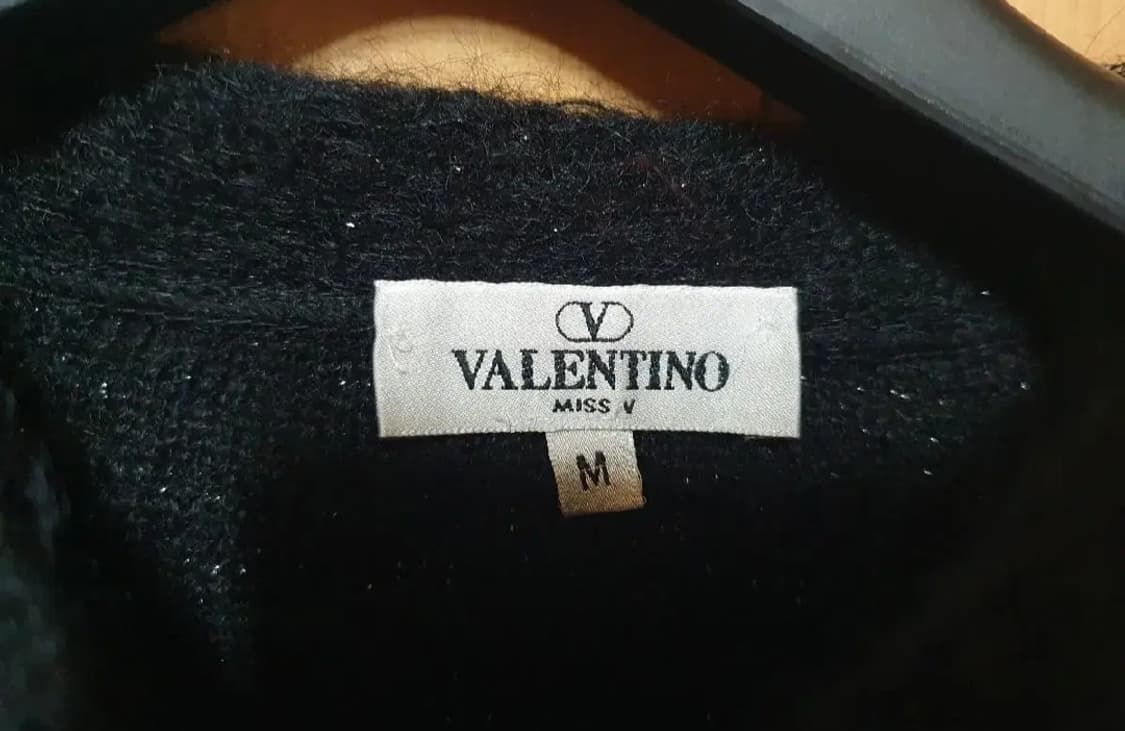 V
VALENTINO
MISS V
M